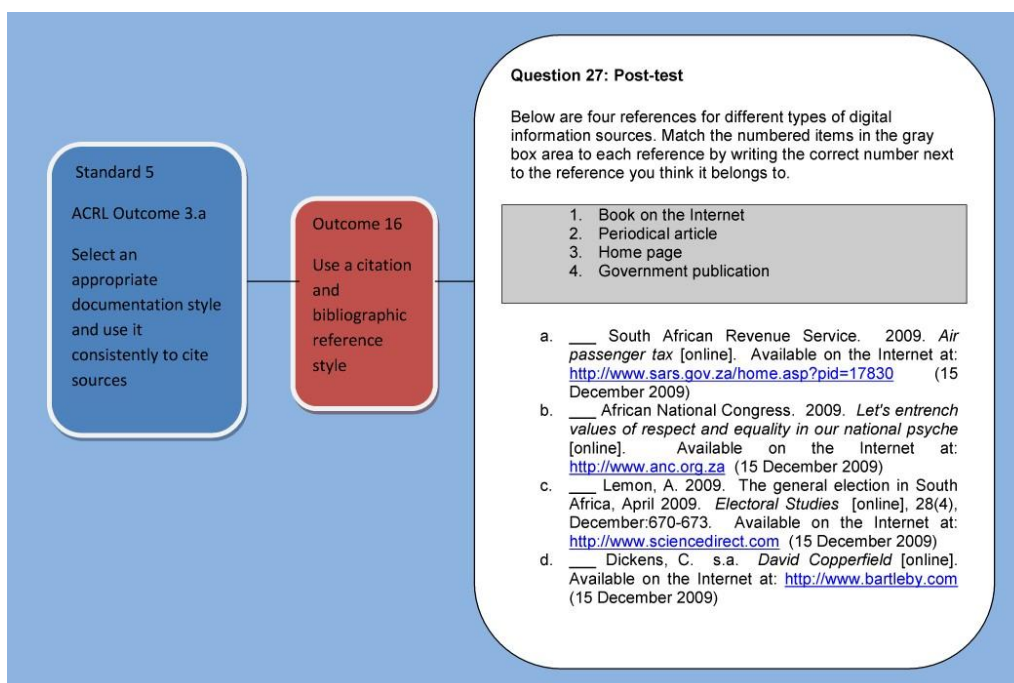 Standard 5
ACRL Outcome 3.a
Select an
appropriate
documentation style
and use it
consistently to cite
sources
Outcome 16
Use a citation
and
bibliographic
reference
style
Question 27: Post-test
Below are four references for different types of digital
information sources. Match the numbered items in the gray
box area to each reference by writing the correct number next
to the reference you think it belongs to.
1. Book on the Internet
2. Periodical article
3. Home page
4. Government publication
a. ___ South African Revenue Service. 2009. Air
passenger tax [online]. Available on the Internet at:
http://www.sars.gov.za/home.asp?pid=17830 (15
December 2009)
b. ___ African National Congress. 2009. Let's entrench
values of respect and equality in our national psyche
[online]. Available on the Internet at:
http://www.anc.org.za (15 December 2009)
c. ___ Lemon, A. 2009. The general election in South
Africa, April 2009. Electoral Studies [online], 28(4),
December:670-673. Available on the Internet at:
http://www.sciencedirect.com (15 December 2009)
d. ___ Dickens, C. s.a. David Copperfield [online].
Available on the Internet at: http://www.bartleby.com
(15 December 2009)